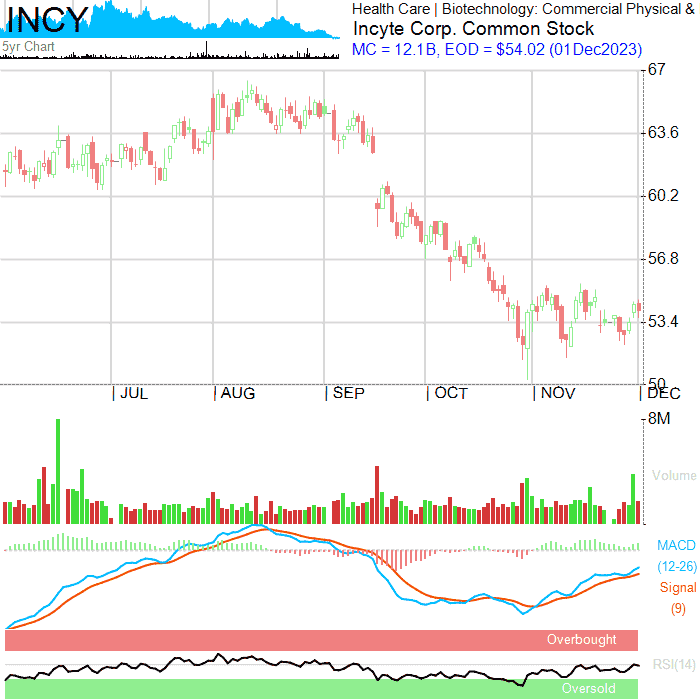 INCY
5yr Chart
Health Care | Biotechnology: Commercial Physical &
Incyte Corp. Common Stock
MC = 12.1B, EOD = $54.02 (01Dec2023)
67
63.6
60.2
56.8
53.4
50
JUL
AUG
SEP
OCT
NOV
DEC
8M
Volume
MACD
(12-26)
Signal
(9)
Overbought
RSI(14)
Oversold